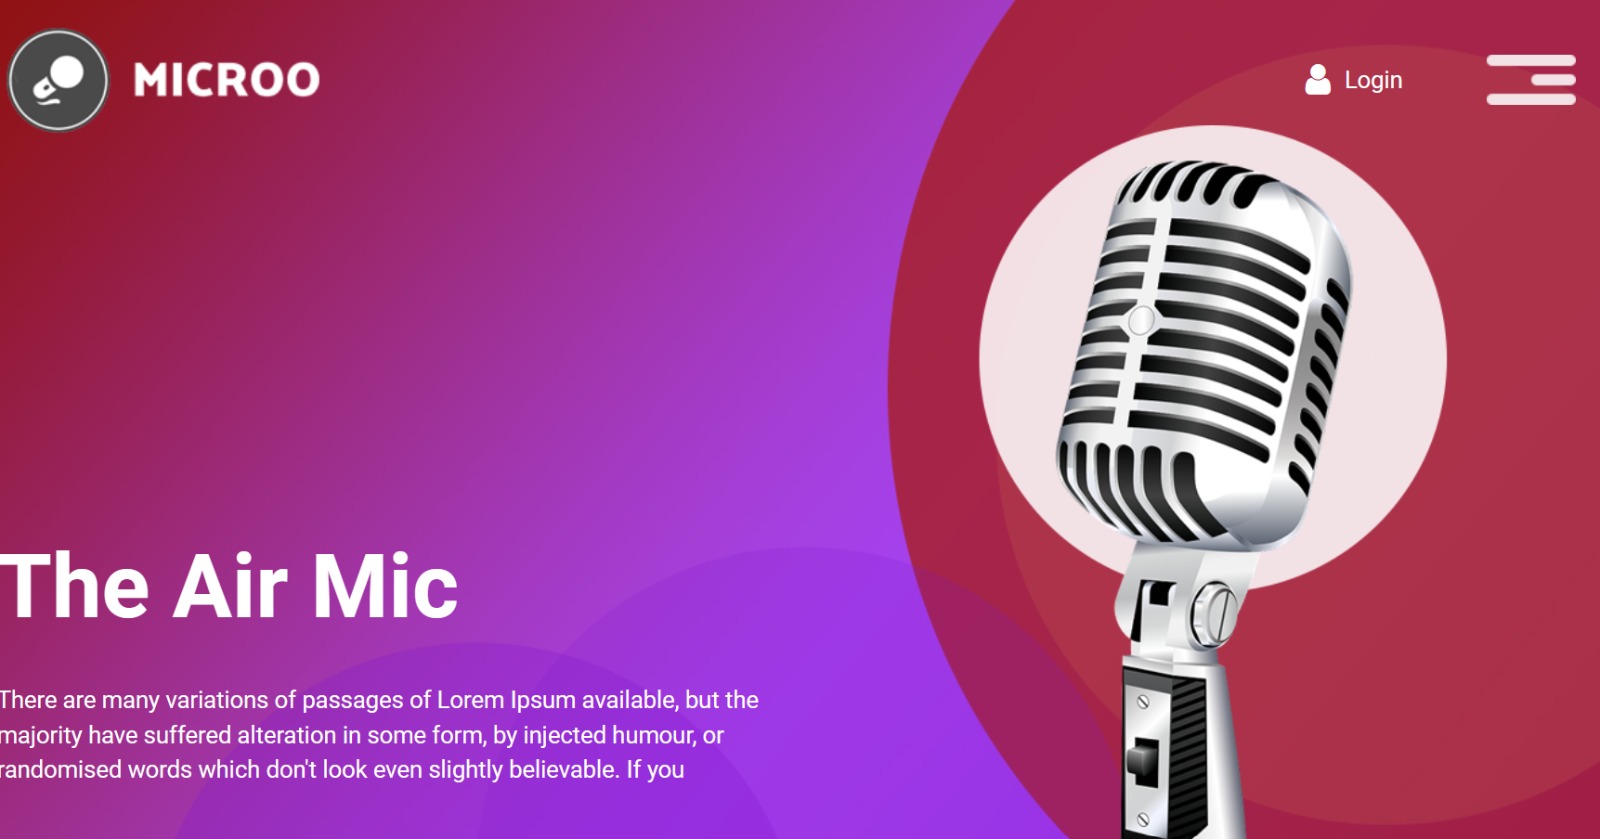 MICROO
Login
The Air Mic
There are many variations of passages of Lorem Ipsum available, but the
majority have suffered alteration in some form, by injected humour, or
randomised words which don't look even slightly believable. If you